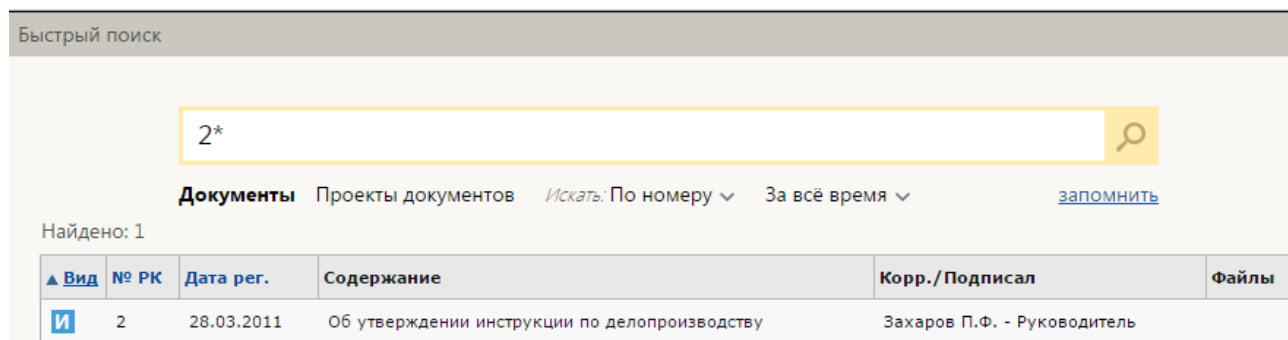 Быстрый поиск
2*
Документы Проекты документов Искать: По номеру За всё время запомнить
Найдено: 1
▲ Вид № РК Дата рег. Содержание Корр./Подписал Файлы
И 2 28.03.2011 Об утверждении инструкции по делопроизводству Захаров П.Ф. - Руководитель